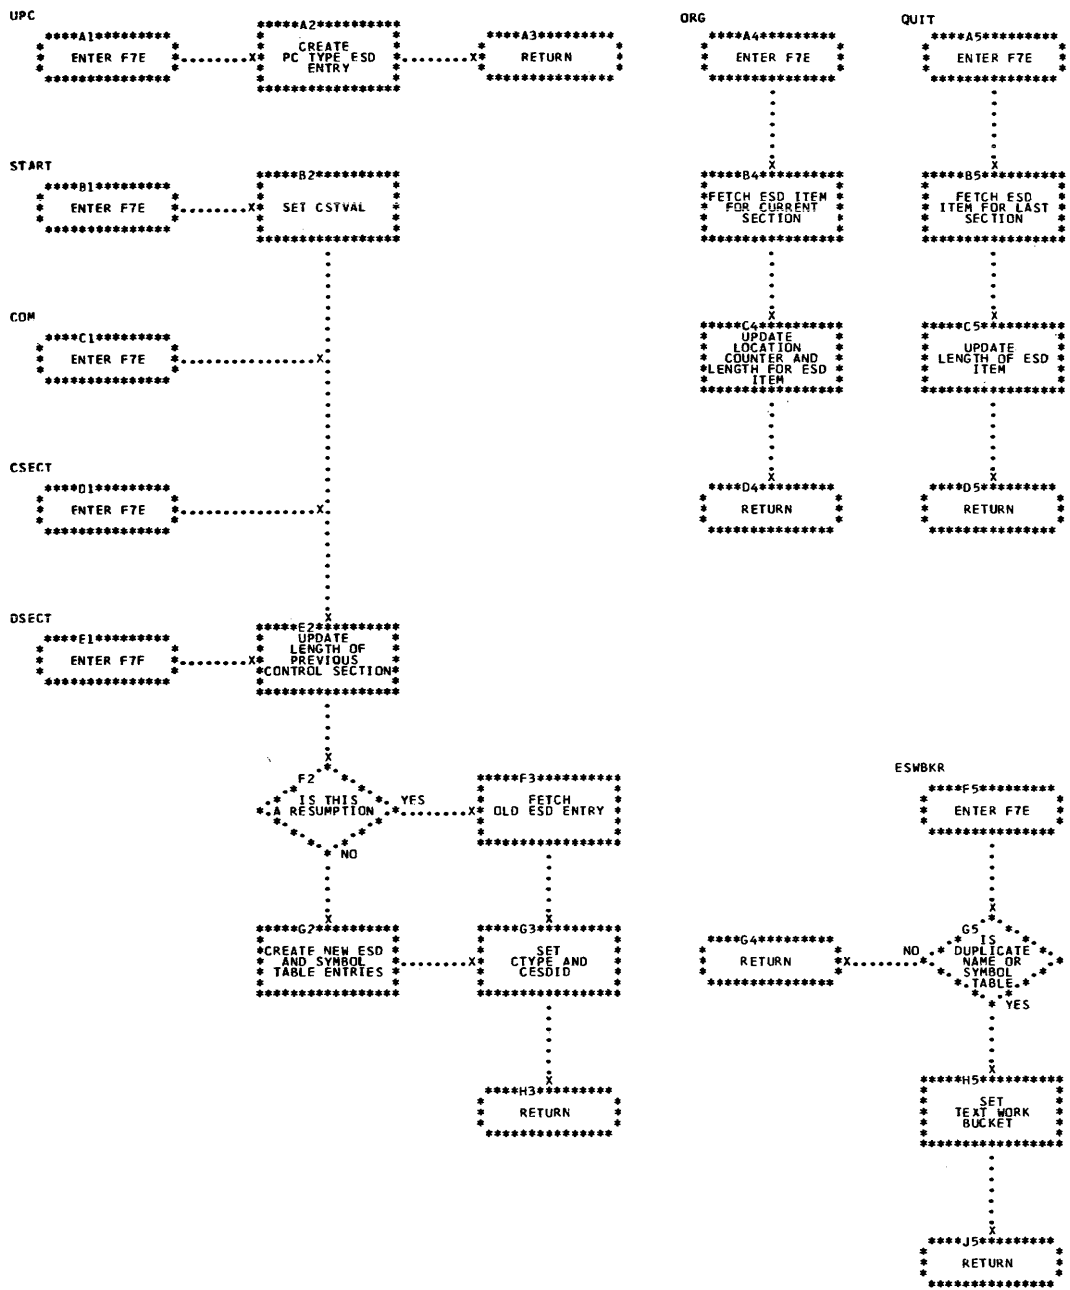 UPC
A1
ENTER F7E
A2
CREATE
PC TYPE ESD
ENTRY
A3
RETURN
ORG
A4
ENTER F7E
QUIT
A5
ENTER F7E
START
B1
ENTER F7E
B2
SET CSTVAL
B4
FETCH ESD ITEM
FOR CURRENT
SECTION
B5
FETCH ESD
ITEM FOR LAST
SECTION
COM
C1
ENTER F7E
C4
UPDATE
LOCATION
COUNTER AND
LENGTH FOR ESD
ITEM
C5
UPDATE
LENGTH OF ESD
ITEM
CSECT
D1
ENTER F7E
D4
RETURN
D5
RETURN
DSECT
E1
ENTER F7F
E2
UPDATE
LENGTH OF
PREVIOUS
CONTROL SECTION
F2
IS THIS
A RESUMPTION
YES
NO
F3
FETCH
OLD ESD ENTRY
ESWBKR
F5
ENTER F7E
G2
CREATE NEW ESD
AND SYMBOL
TABLE ENTRIES
G3
SET
CTYPE AND
CESDID
G4
RETURN
NO
G5
IS
DUPLICATE
NAME OR
SYMBOL
TABLE
YES
H3
RETURN
H5
SET
TEXT WORK
BUCKET
J5
RETURN